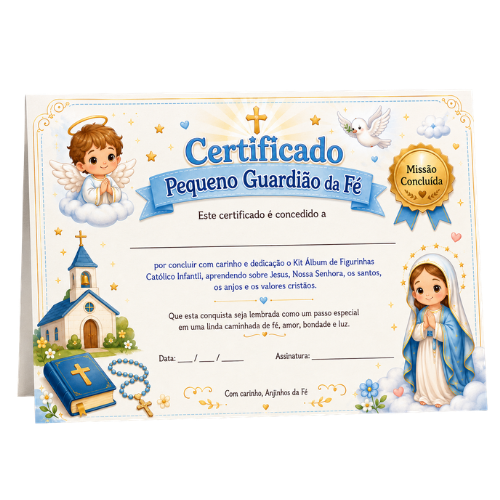 Certificado
Pequeno Guardião da Fé
Missão
Concluída
Este certificado é concedido a
por concluir com carinho e dedicação o Kit Álbum de Figurinhas
Católico Infantil, aprendendo sobre Jesus, Nossa Senhora, os santos,
os anjos e os valores cristãos.
Que esta conquista seja lembrada como um passo especial
em uma linda caminhada de fé, amor, bondade e luz.
Data: ____ / ____ / _____ Assinatura: ____________________
Com carinho, Anjinhos da Fé